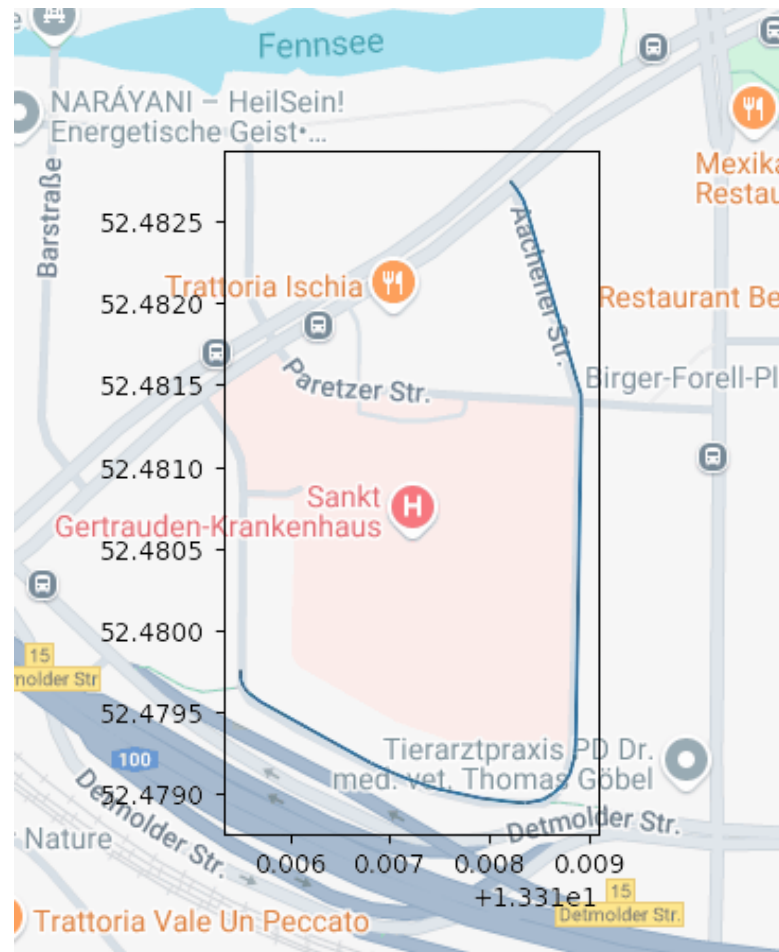 Fennsee
NARÁYANI – HeilSein!
Energetische Geist•...
Mexika
Restau
Barstraße
Aachener Str.
52.4825
Trattoria Ischia
52.4820
Restaurant Be
52.4815
Paretzer Str.
Birger-Forell-Pl
52.4810
Sankt
Gertrauden-Krankenhaus
H
52.4805
52.4800
15
molder Str
52.4795
100
Tierarztpraxis PD Dr.
med. vet. Thomas Göbel
52.4790
Detmolder Str.
Detmolder Str.
Nature
0.006
0.007
0.008
0.009
+1.331e1
15
Detmolder Str.
Trattoria Vale Un Peccato